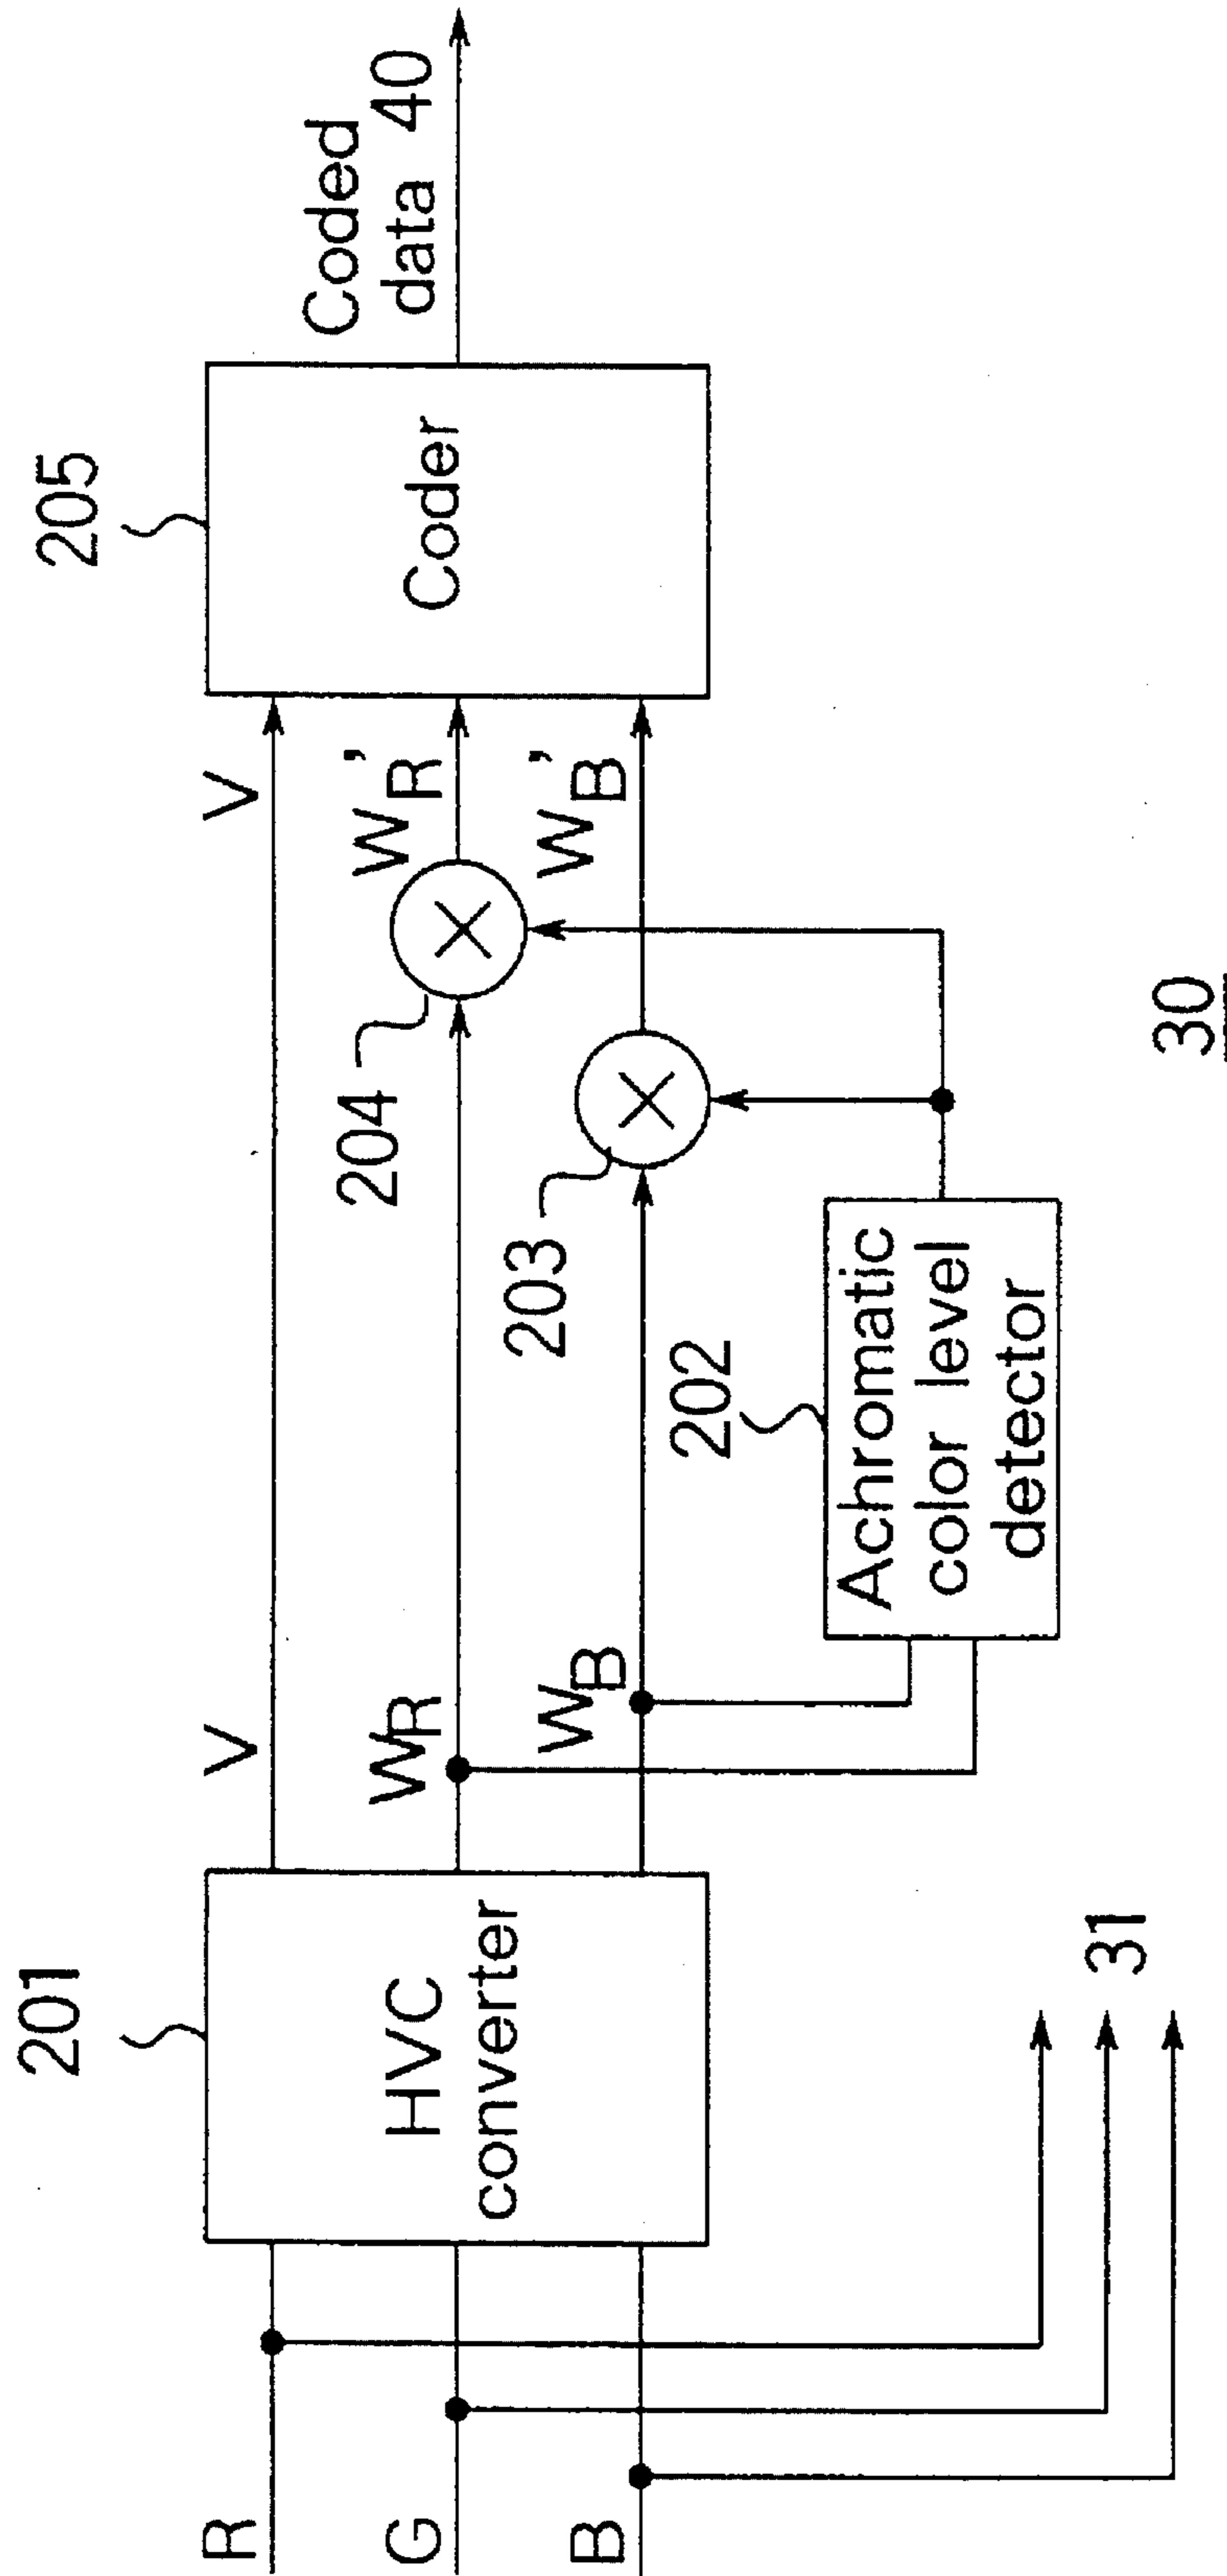 201
205
R
G
B
HVC
converter
V
W_R
W_B
V
W_R'
W_B'
204
203
202
Achromatic
color level
detector
Coder
Coded
data 40
31
30